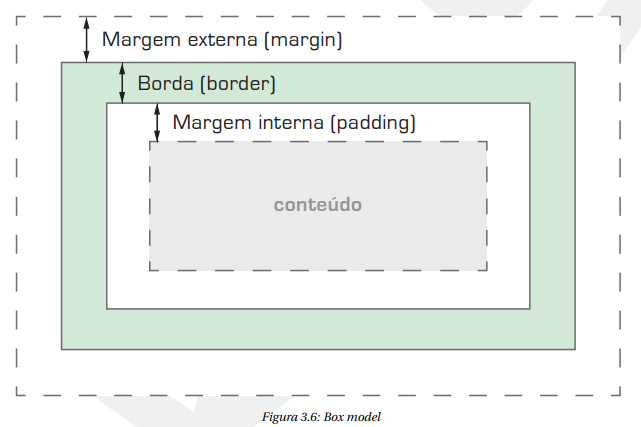 Margem externa (margin)
Borda (border)
Margem interna (padding)
conteúdo
Figura 3.6: Box model